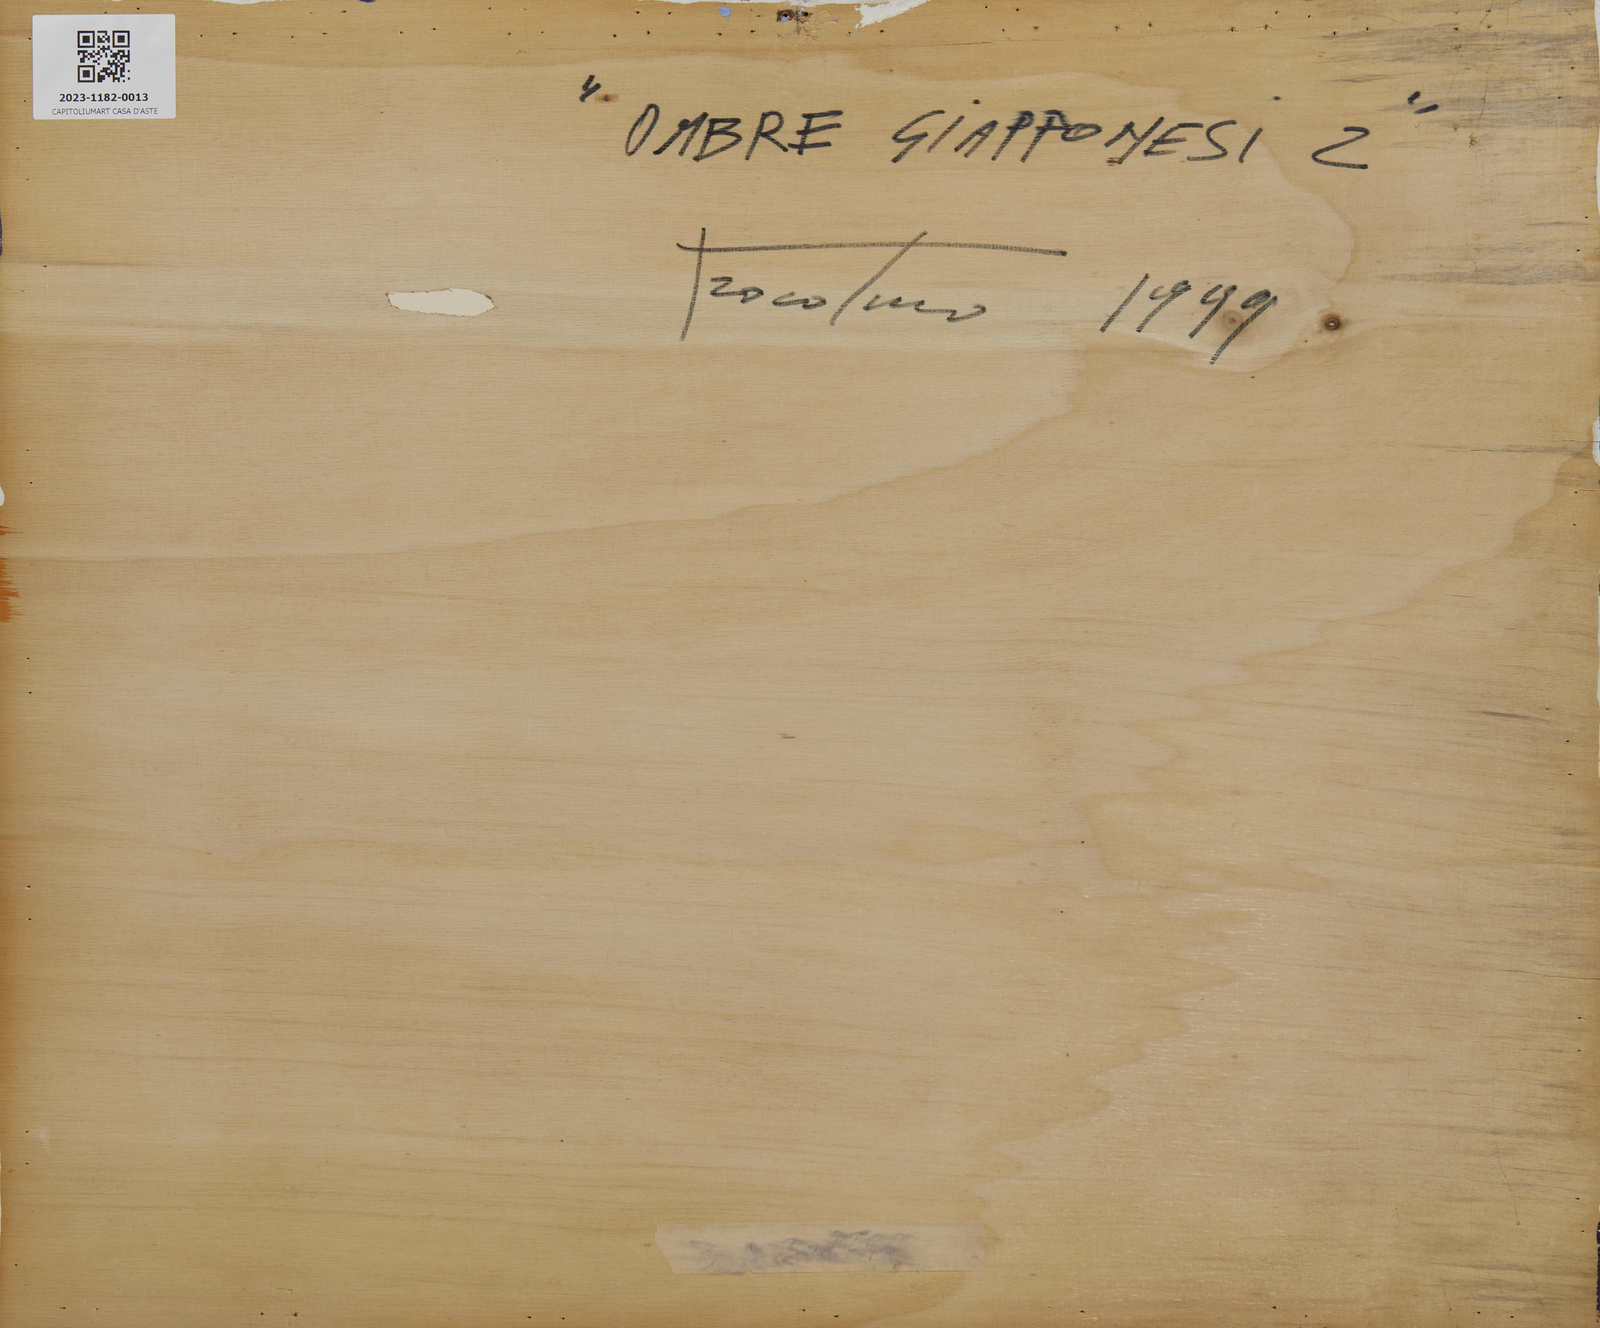 2023-1182-0013
CAPITOLIUMART CASA D'ASTE
"OMBRE GIAPPONESI 2"
1999